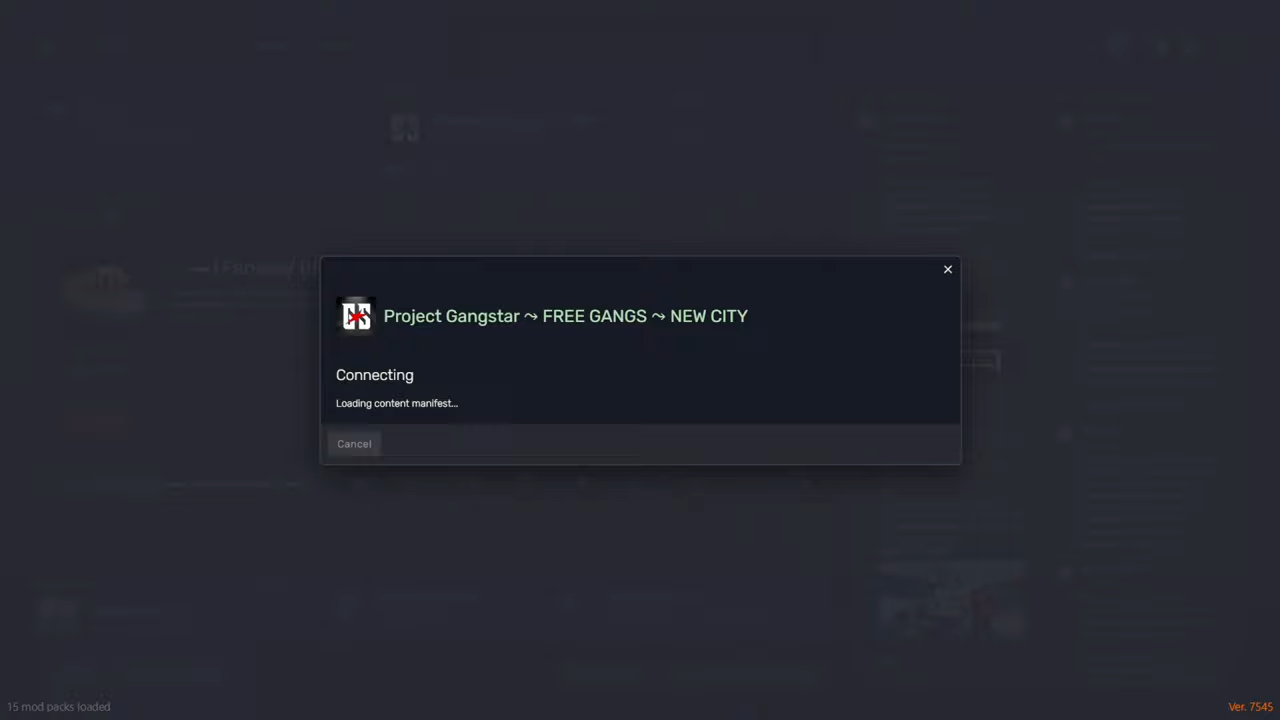 Project Gangstar ⤳ FREE GANGS ⤳ NEW CITY
Connecting
Loading content manifest...
Cancel
15 mod packs loaded
Ver. 7545